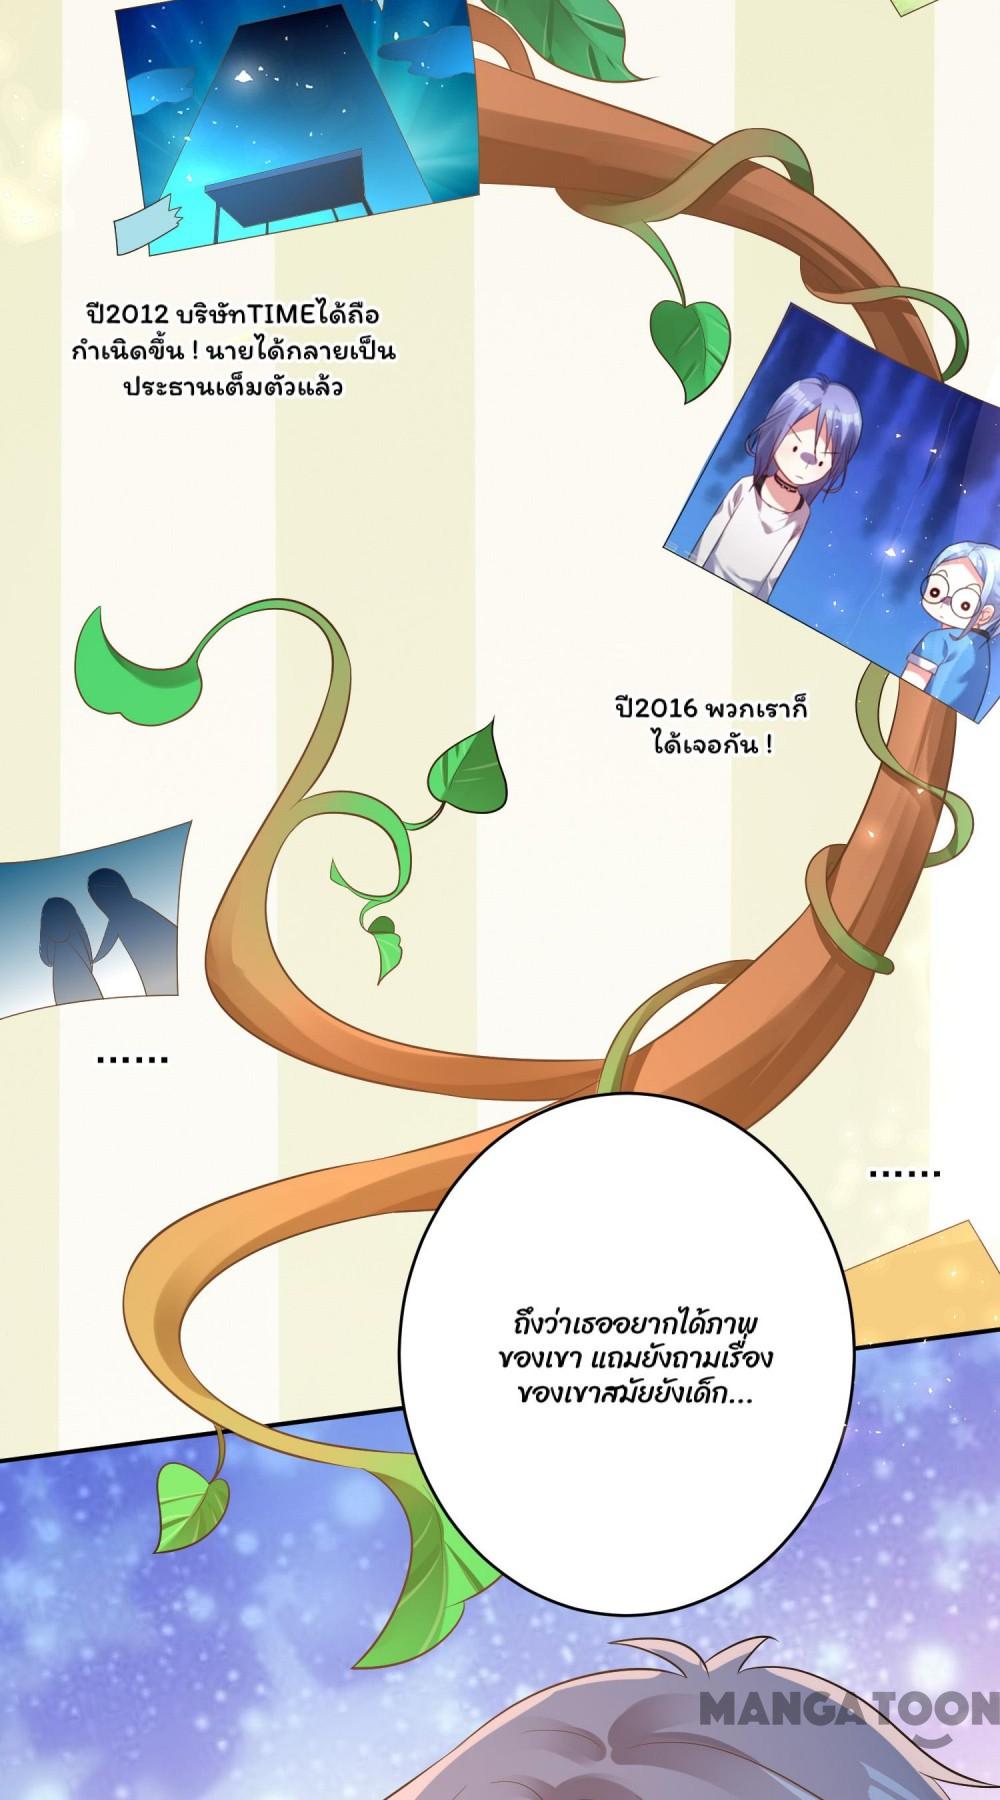 ปี2012 บริษัทTIMEได้ถือ
กำเนิดขึ้น ! นายได้กลายเป็น
ประธานเต็มตัวแล้ว
ปี2016 พวกเราก็
ได้เจอกัน !
......
......
ถึงว่าเธออยากได้ภาพ
ของเขา แถมยังถามเรื่อง
ของเขาสมัยยังเด็ก...
MANGATOON